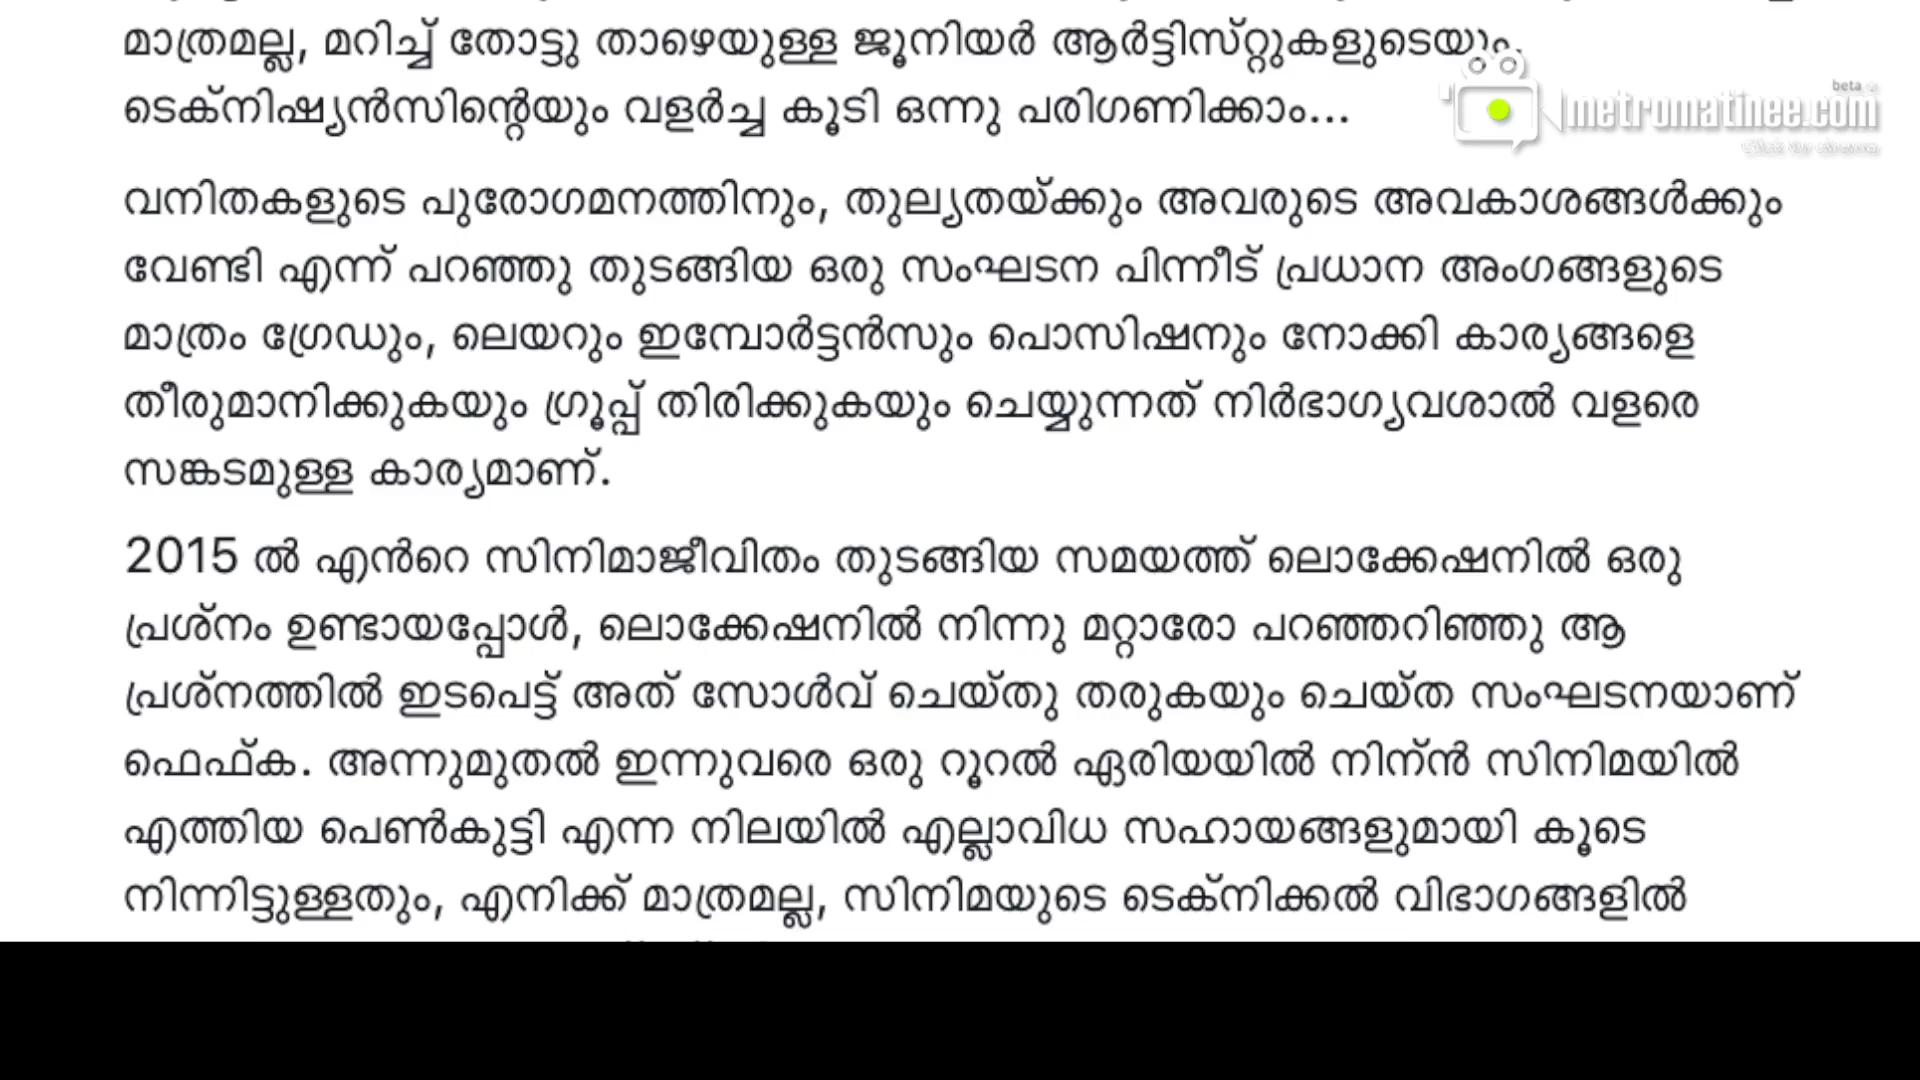 മാത്രമല്ല, മറിച്ച് തോട്ടു താഴെയുള്ള ജൂനിയർ ആർട്ടിസ്റ്റുകളുടെയും,
ടെക്നിഷ്യൻസിന്റെയും വളർച്ച കൂടി ഒന്നു പരിഗണിക്കാം...
beta
metromatinee.com
വനിതകളുടെ പുരോഗമനത്തിനും, തുല്യതയ്ക്കും അവരുടെ അവകാശങ്ങൾക്കും
വേണ്ടി എന്ന് പറഞ്ഞു തുടങ്ങിയ ഒരു സംഘടന പിന്നീട് പ്രധാന അംഗങ്ങളുടെ
മാത്രം ഗ്രേഡും, ലെയറും ഇമ്പോർട്ടൻസും പൊസിഷനും നോക്കി കാര്യങ്ങളെ
തീരുമാനിക്കുകയും ഗ്രൂപ്പ് തിരിക്കുകയും ചെയ്യുന്നത് നിർഭാഗ്യവശാൽ വളരെ
സങ്കടമുള്ള കാര്യമാണ്.
2015 ൽ എൻറെ സിനിമാജീവിതം തുടങ്ങിയ സമയത്ത് ലൊക്കേഷനിൽ ഒരു
പ്രശ്നം ഉണ്ടായപ്പോൾ, ലൊക്കേഷനിൽ നിന്നു മറ്റാരോ പറഞ്ഞറിഞ്ഞു ആ
പ്രശ്നത്തിൽ ഇടപെട്ട് അത് സോൾവ് ചെയ്തു തരുകയും ചെയ്ത സംഘടനയാണ്
ഫെഫ്ക. അന്നുമുതൽ ഇന്നുവരെ ഒരു റൂറൽ ഏരിയയിൽ നിന്ൻ സിനിമയിൽ
എത്തിയ പെൺകുട്ടി എന്ന നിലയിൽ എല്ലാവിധ സഹായങ്ങളുമായി കൂടെ
നിന്നിട്ടുള്ളതും, എനിക്ക് മാത്രമല്ല, സിനിമയുടെ ടെക്നിക്കൽ വിഭാഗങ്ങളിൽ